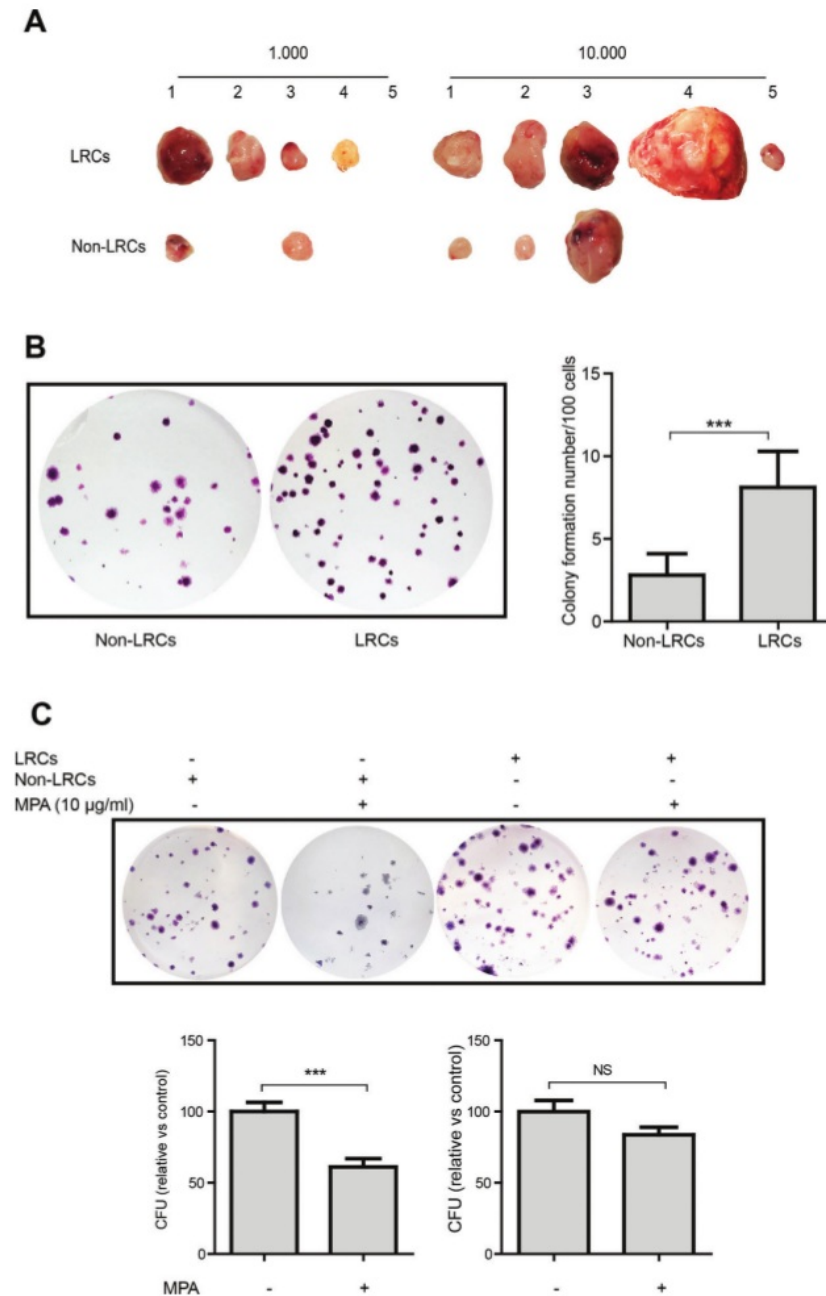 A
1.000 10.000
1 2 3 4 5 1 2 3 4 5
LRCs
Non-LRCs
B
Non-LRCs LRCs
Colony formation number/100 cells
15
10
5
0
***
Non-LRCs LRCs
C
LRCs - - + +
Non-LRCs + + - -
MPA (10 µg/ml) - + - +
CFU (relative vs control)
150
100
50
0
***
MPA - +
CFU (relative vs control)
150
100
50
0
NS
- +